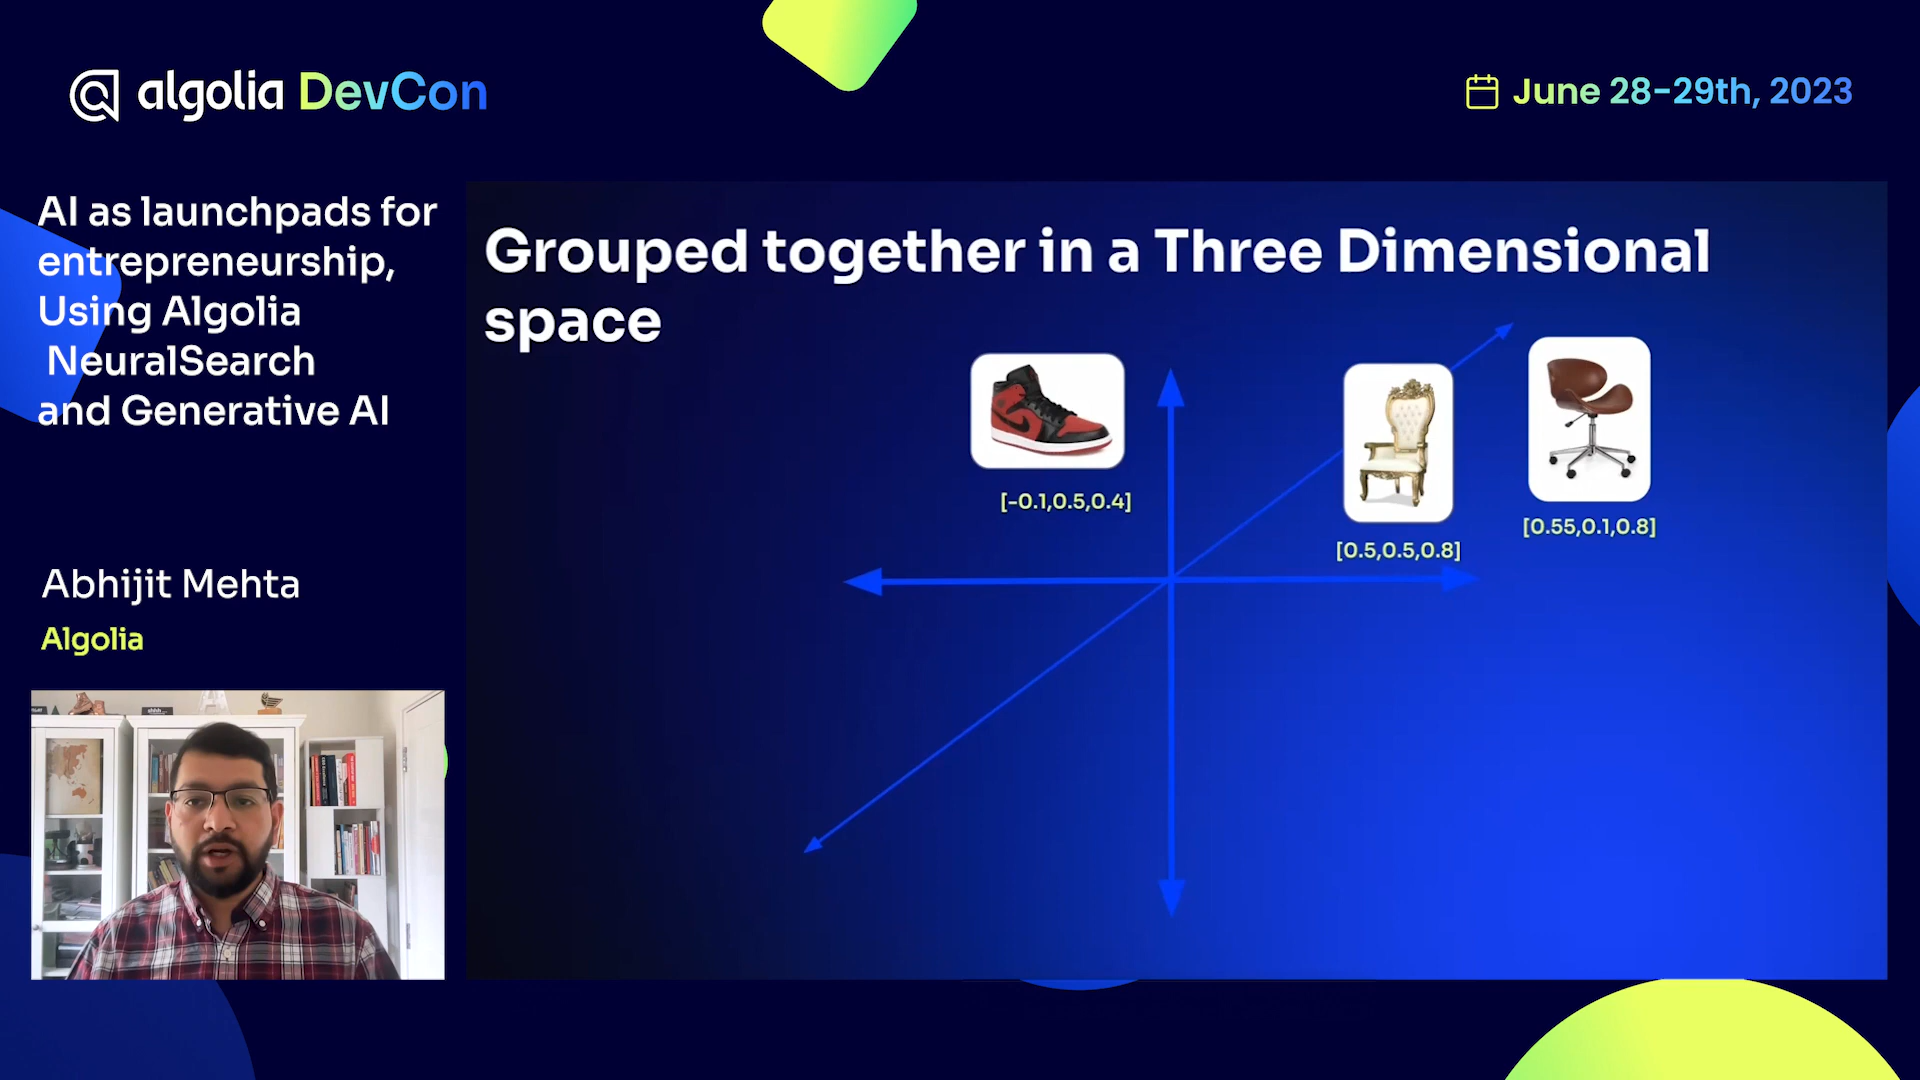 algolia DevCon
June 28-29th, 2023
AI as launchpads for
entrepreneurship,
Using Algolia
NeuralSearch
and Generative AI
Abhijit Mehta
Algolia
Grouped together in a Three Dimensional
space
[-0.1,0.5,0.4]
[0.5,0.5,0.8]
[0.55,0.1,0.8]